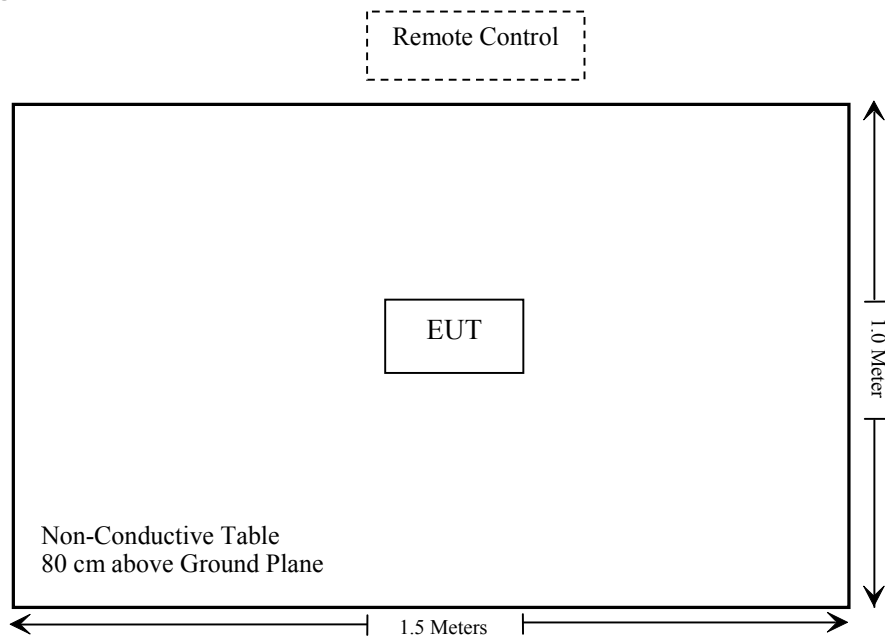 Remote Control
EUT
1.0 Meter
Non-Conductive Table
80 cm above Ground Plane
1.5 Meters